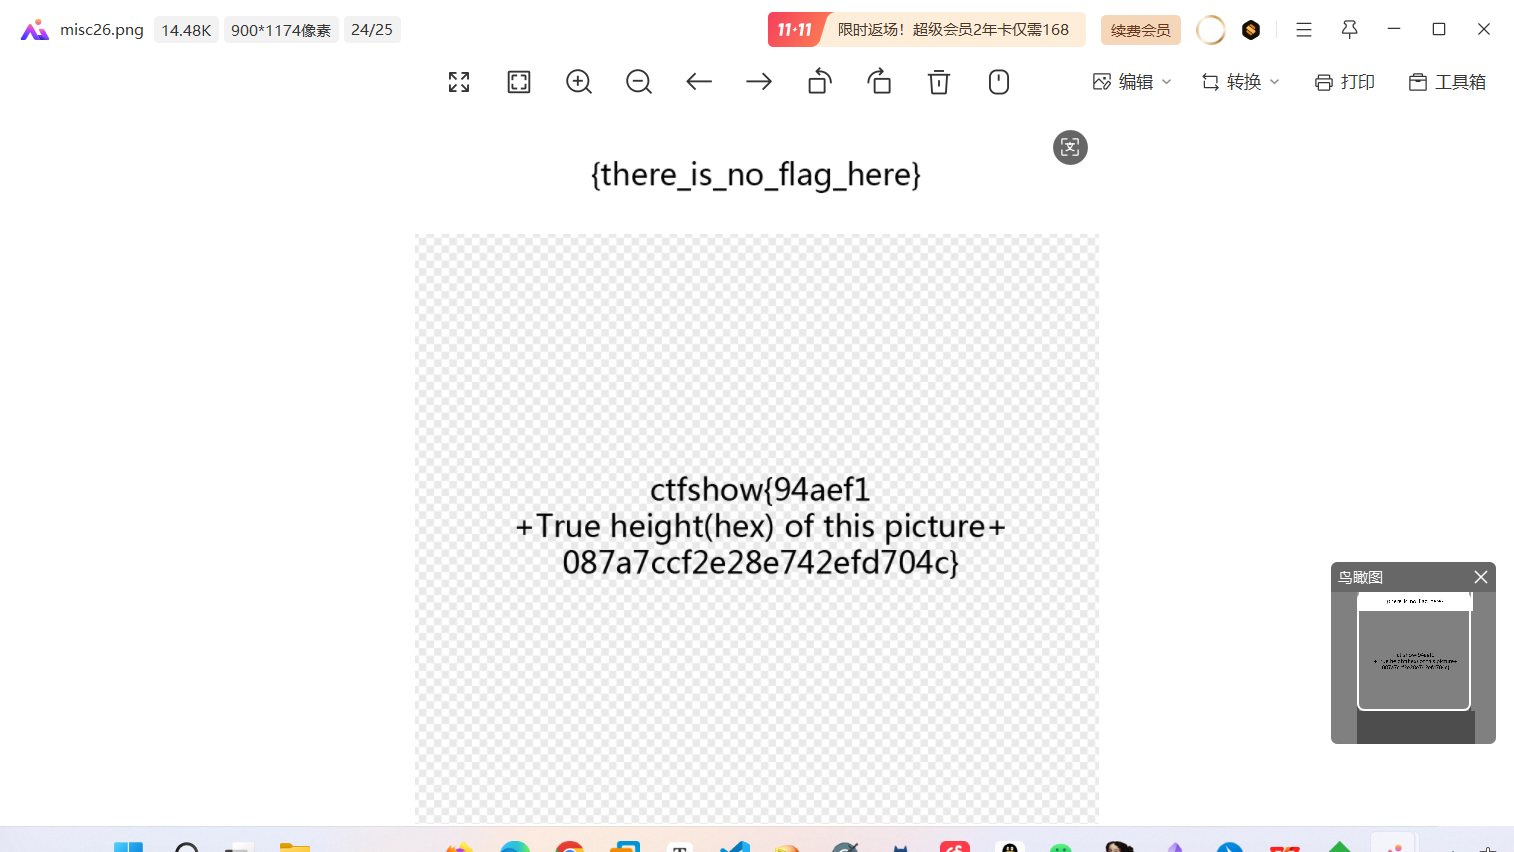 misc26.png 14.48K 900*1174像素 24/25
11·11 限时返场！超级会员2年卡仅需168 续费会员
编辑 转换 打印 工具箱
{there_is_no_flag_here}
ctfshow{94aef1
+True height(hex) of this picture+
087a7ccf2e28e742efd704c}
鸟瞰图